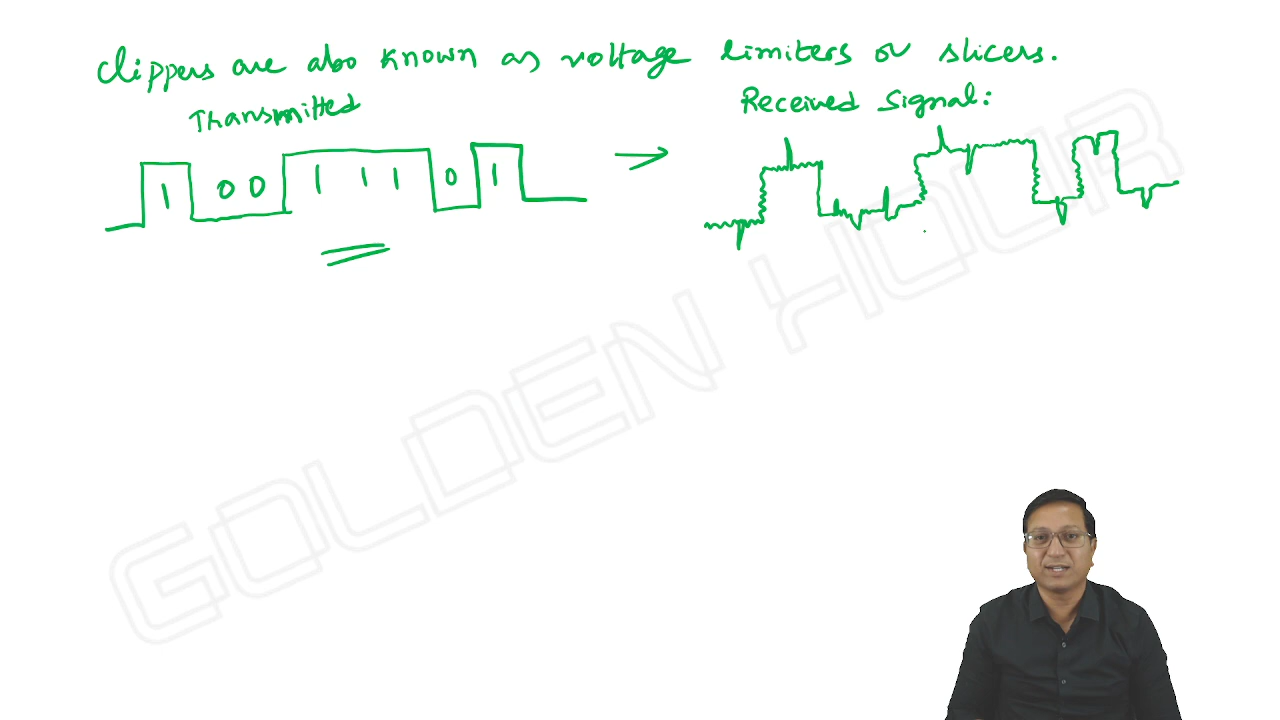 Clippers are also known as voltage limiters or slicers.
Transmitted
Received Signal:
1 0 0 1 1 1 0 1
GOLDEN HOUR